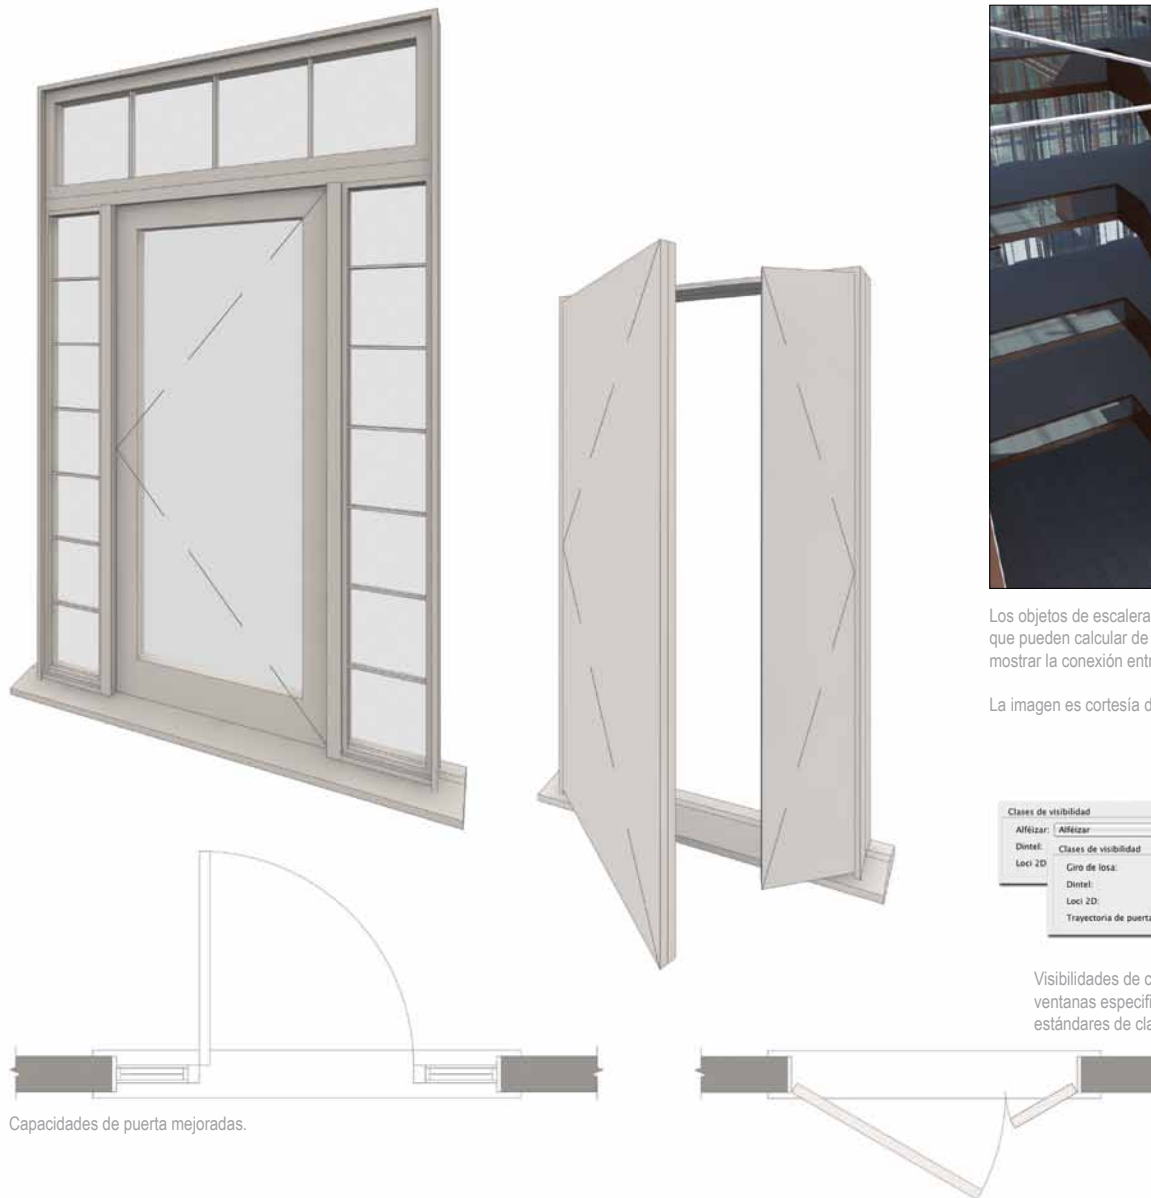 Los objetos de escalera
que pueden calcular de
mostrar la conexión entr
La imagen es cortesía d
Clases de visibilidad
Alféizar: Alféizar
Dintel:
Loci 2D
Clases de visibilidad
Giro de losa:
Dintel:
Loci 2D:
Trayectoria de puerta
Visibilidades de c
ventanas especifi
estándares de cla
Capacidades de puerta mejoradas.